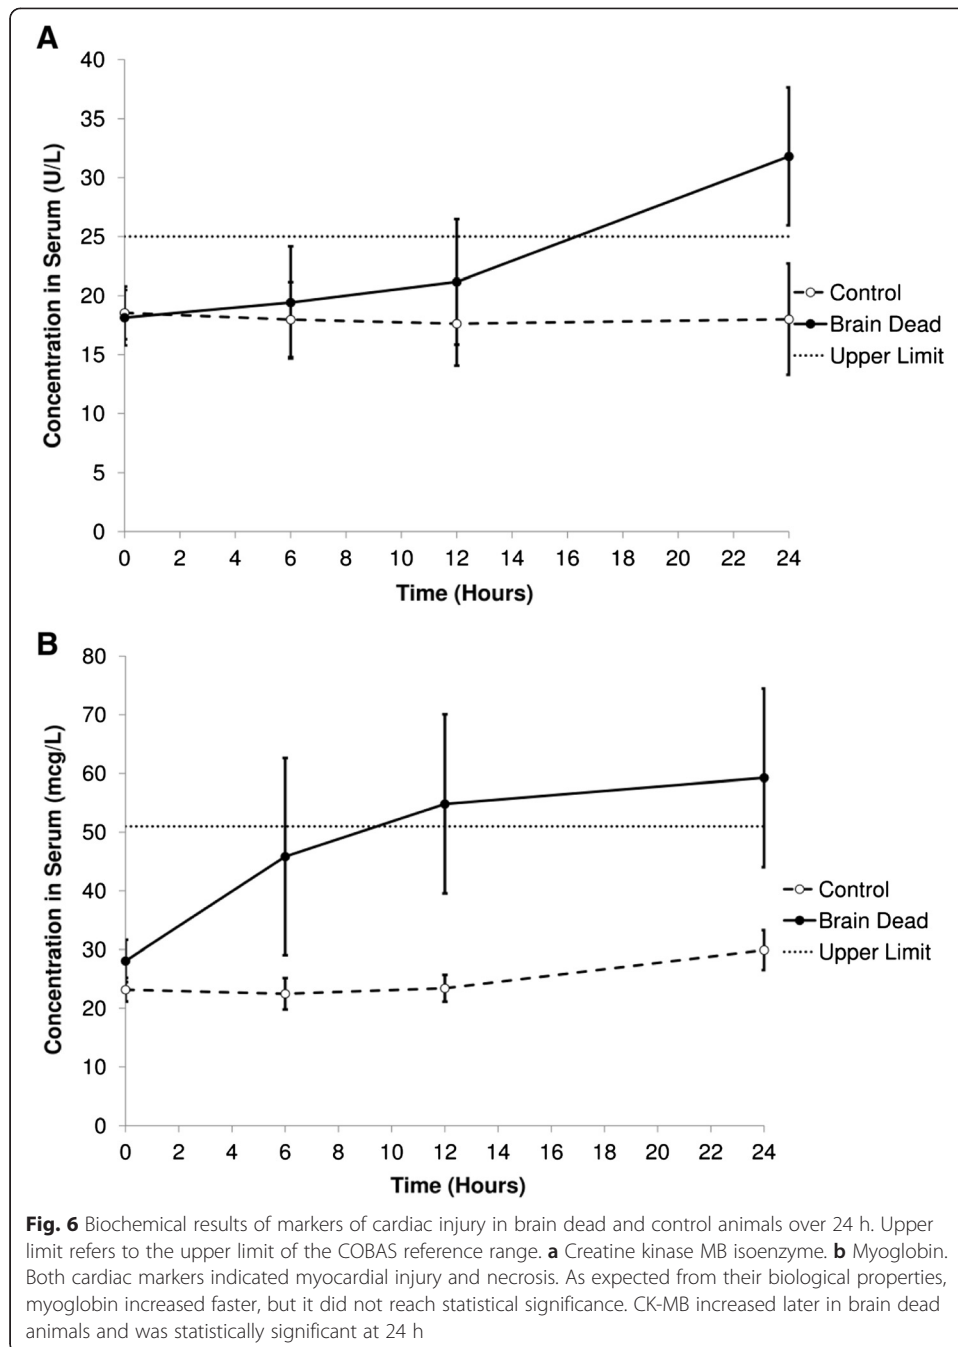 A
40
35
30
25
20
15
10
5
0
Concentration in Serum (U/L)
0 2 4 6 8 10 12 14 16 18 20 22 24
Time (Hours)
Control
Brain Dead
Upper Limit
B
80
70
60
50
40
30
20
10
0
Concentration in Serum (mcg/L)
0 2 4 6 8 10 12 14 16 18 20 22 24
Time (Hours)
Control
Brain Dead
Upper Limit
Fig. 6 Biochemical results of markers of cardiac injury in brain dead and control animals over 24 h. Upper
limit refers to the upper limit of the COBAS reference range. a Creatine kinase MB isoenzyme. b Myoglobin.
Both cardiac markers indicated myocardial injury and necrosis. As expected from their biological properties,
myoglobin increased faster, but it did not reach statistical significance. CK-MB increased later in brain dead
animals and was statistically significant at 24 h